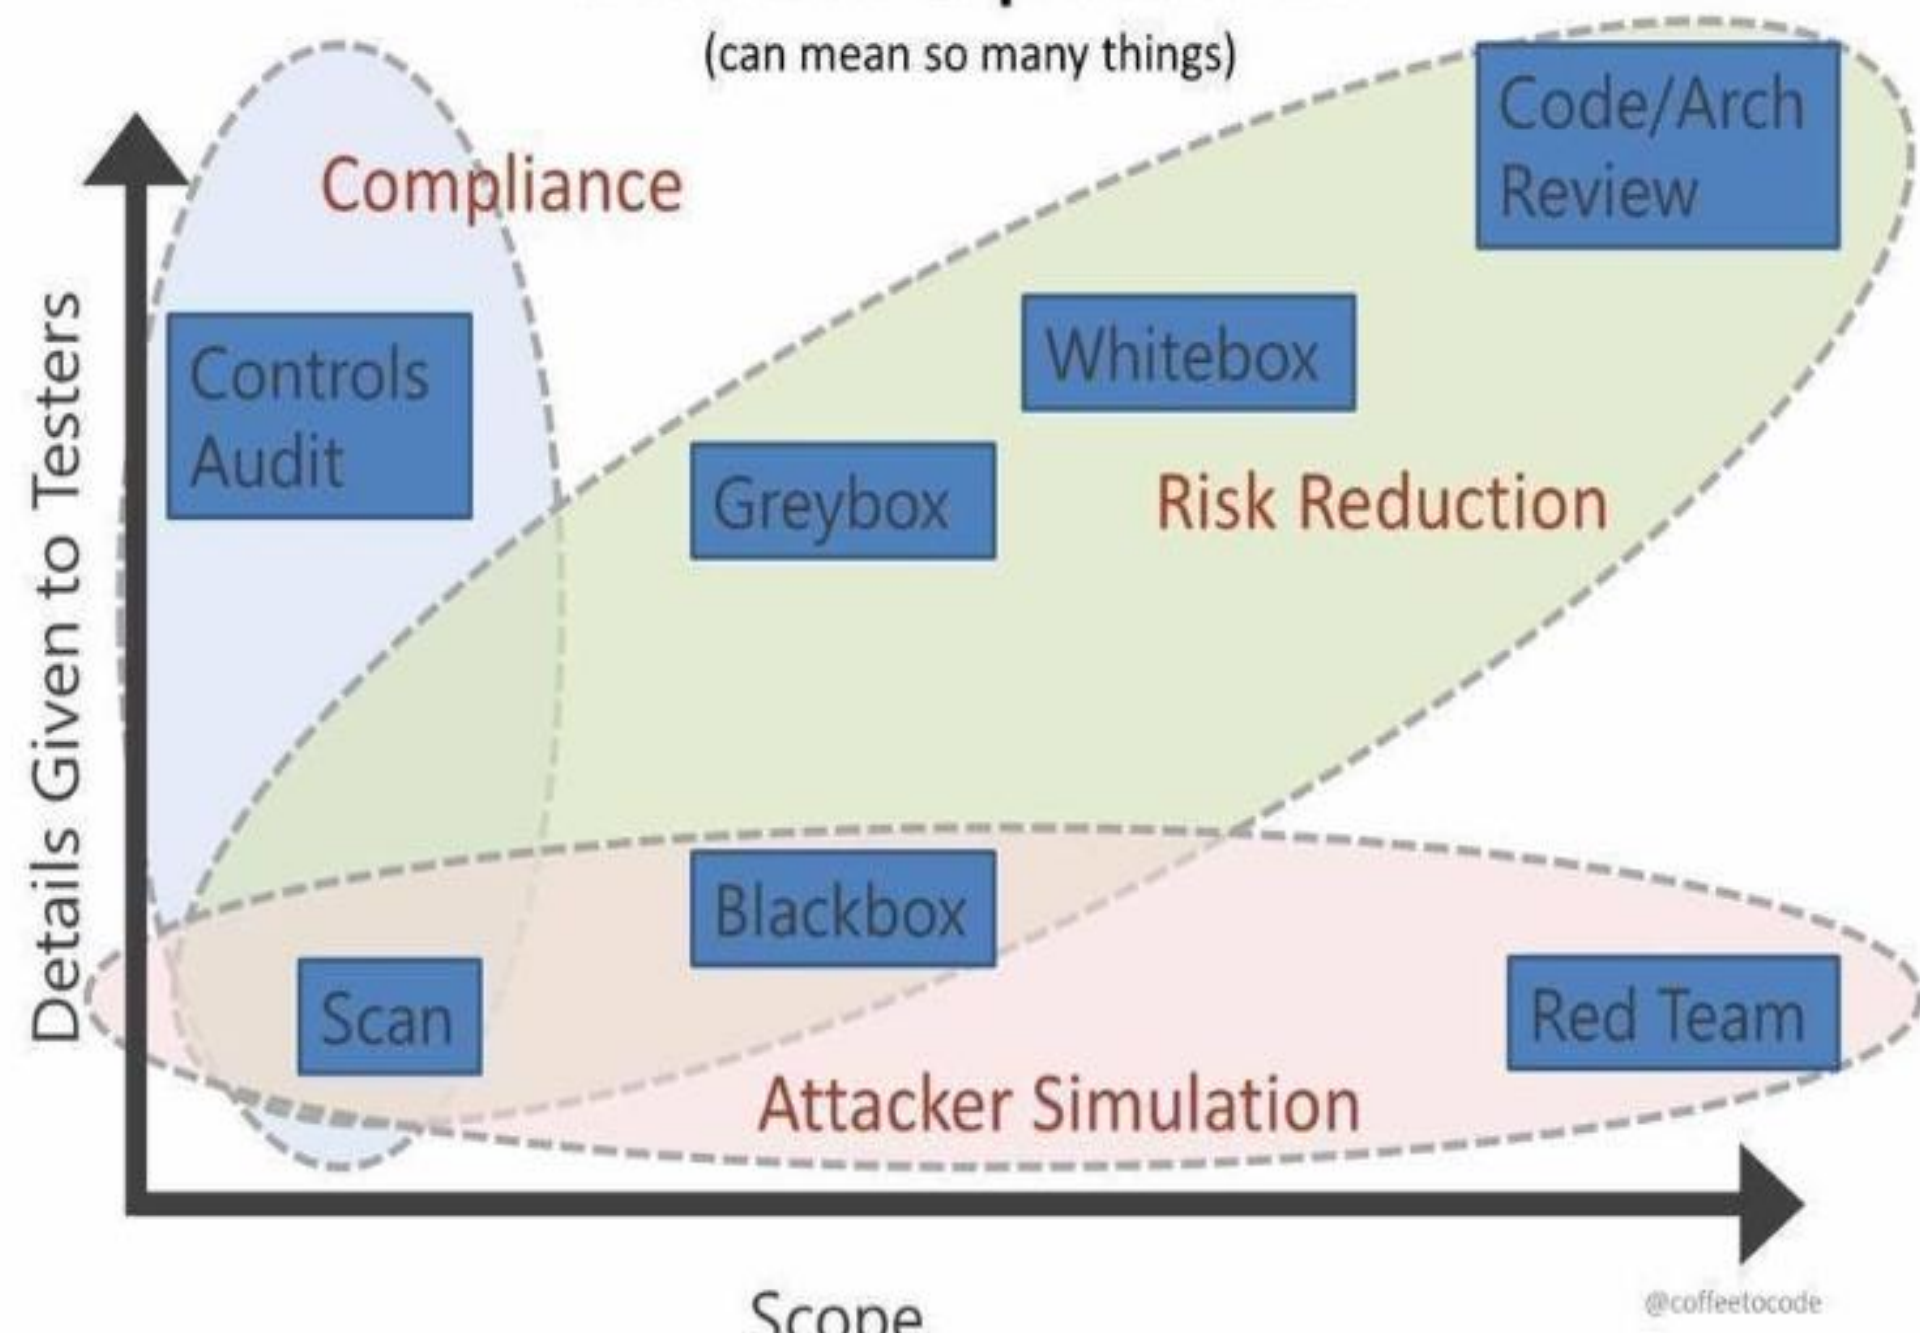 (can mean so many things)
Code/Arch
Review
Compliance
Whitebox
Controls
Audit
Greybox
Risk Reduction
Details Given to Testers
Blackbox
Scan
Red Team
Attacker Simulation
Scope
@coffeetocode